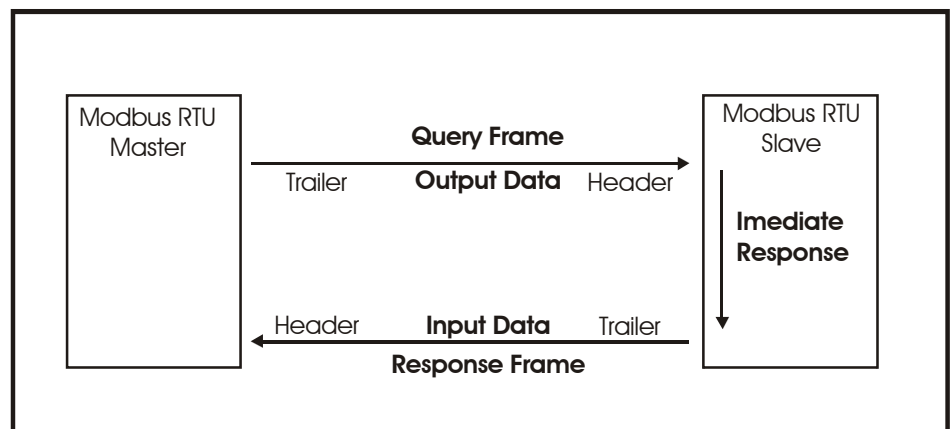 Modbus RTU
Master
Query Frame
Trailer Output Data Header
Modbus RTU
Slave
Imediate
Response
Header Input Data Trailer
Response Frame